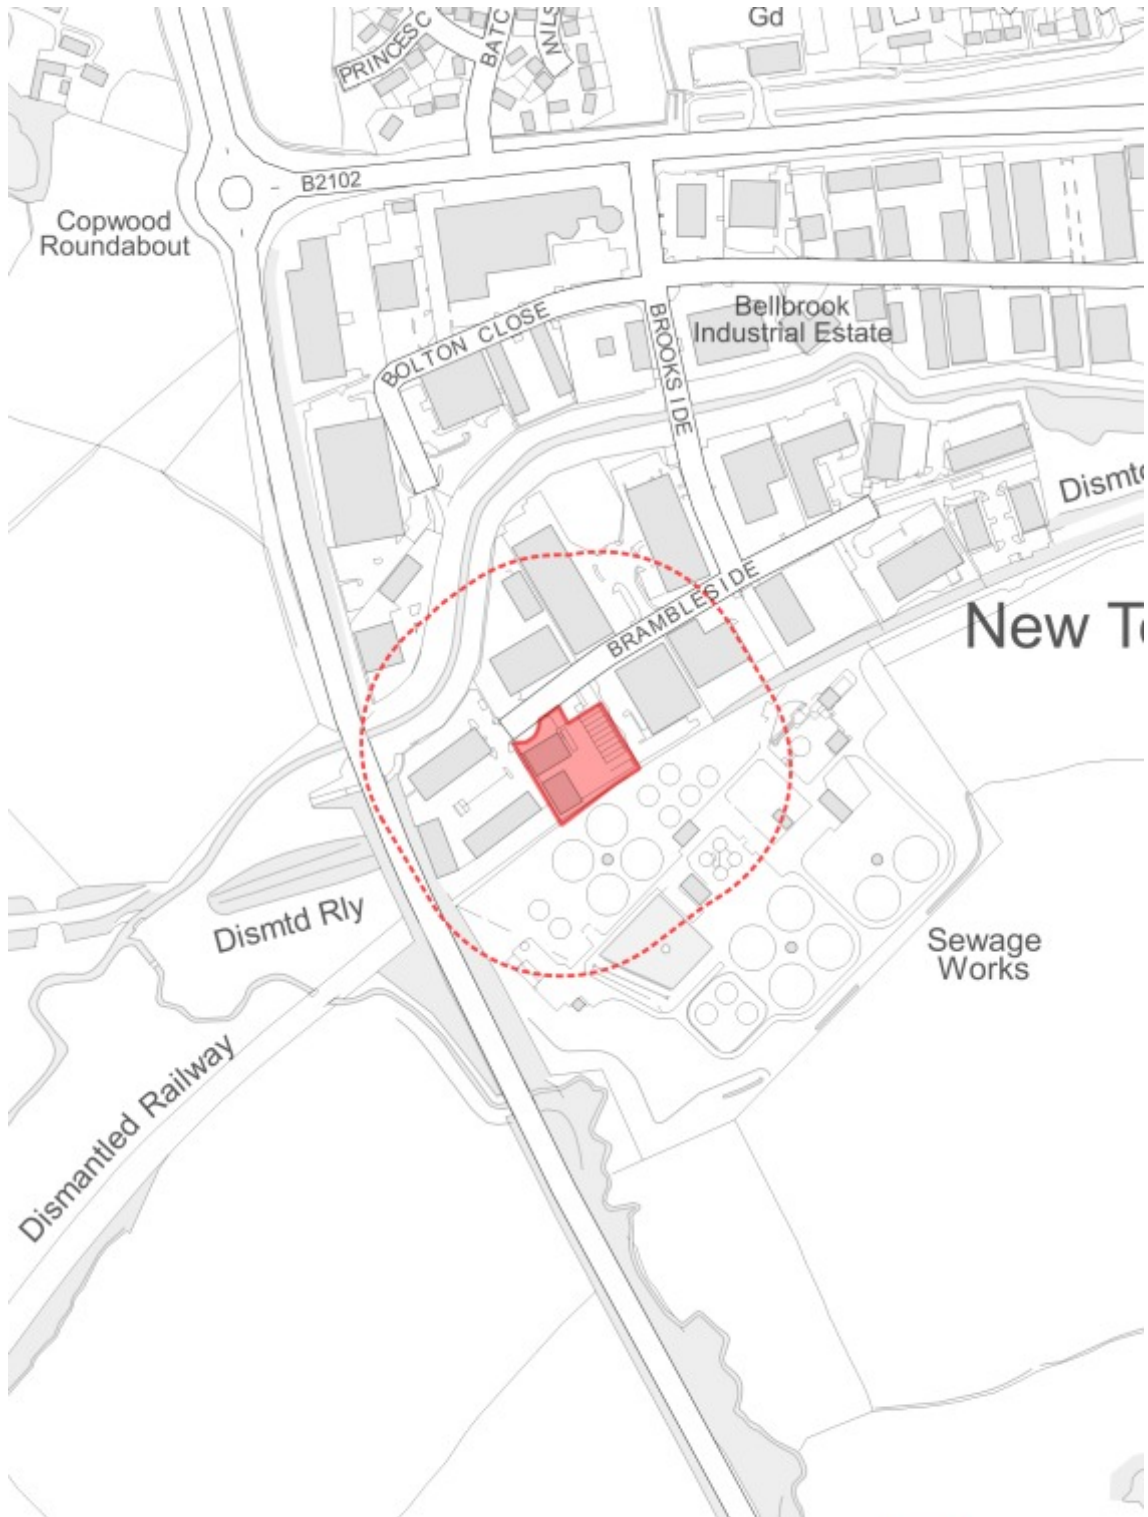 Gd
PRINCESC
BATC
B2102
Copwood
Roundabout
BOLTON CLOSE
BROOKSIDE
Bellbrook
Industrial Estate
Dismtd
New To
BRAMBLESIDE
Dismtd Rly
Sewage
Works
Dismantled Railway